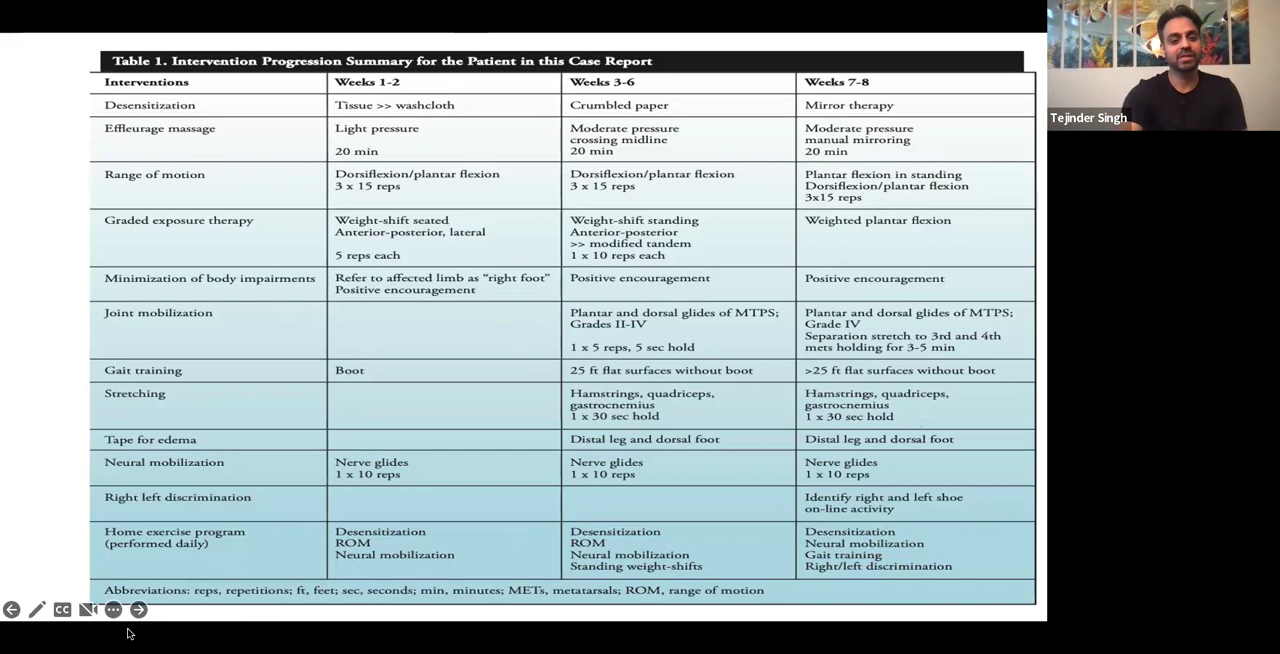 Table 1. Intervention Progression Summary for the Patient in this Case Report
Interventions Weeks 1-2 Weeks 3-6 Weeks 7-8
Desensitization Tissue >> washcloth Crumbled paper Mirror therapy
Effleurage massage Light pressure Moderate pressure Moderate pressure
crossing midline manual mirroring
20 min 20 min 20 min
Range of motion Dorsiflexion/plantar flexion Dorsiflexion/plantar flexion Plantar flexion in standing
3 x 15 reps 3 x 15 reps Dorsiflexion/plantar flexion
3x15 reps
Graded exposure therapy Weight-shift seated Weight-shift standing Weighted plantar flexion
Anterior-posterior, lateral Anterior-posterior
>> modified tandem
5 reps each 1 x 10 reps each
Minimization of body impairments Refer to affected limb as “right foot” Positive encouragement Positive encouragement
Positive encouragement
Joint mobilization Plantar and dorsal glides of MTPS; Plantar and dorsal glides of MTPS;
Grades II-IV Grade IV
Separation stretch to 3rd and 4th
1 x 5 reps, 5 sec hold mets holding for 3-5 min
Gait training Boot 25 ft flat surfaces without boot >25 ft flat surfaces without boot
Stretching Hamstrings, quadriceps, Hamstrings, quadriceps,
gastrocnemius gastrocnemius
1 x 30 sec hold 1 x 30 sec hold
Tape for edema Distal leg and dorsal foot Distal leg and dorsal foot
Neural mobilization Nerve glides Nerve glides Nerve glides
1 x 10 reps 1 x 10 reps 1 x 10 reps
Right left discrimination Identify right and left shoe
on-line activity
Home exercise program Desensitization Desensitization Desensitization
(performed daily) ROM ROM Neural mobilization
Neural mobilization Neural mobilization Gait training
Standing weight-shifts Right/left discrimination
Abbreviations: reps, repetitions; ft, feet; sec, seconds; min, minutes; METs, metatarsals; ROM, range of motion
CC
Tejinder Singh